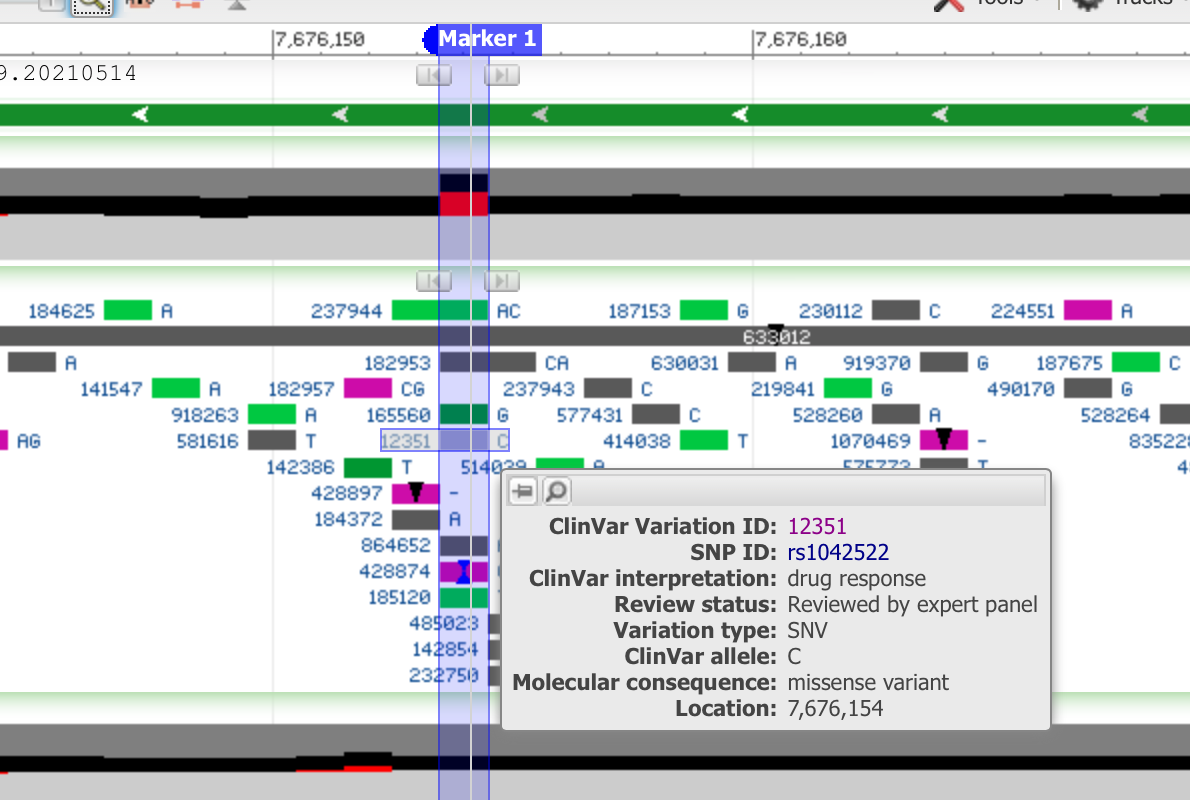 Tools
Tracks
7,676,150
Marker 1
7,676,160
9.20210514
184625 A
237944 AC
187153 G
230112 C
224551 A
633012
A
182953 CA
630031 A
919370 G
187675 C
141547 A
182957 CG
237943 C
219841 G
490170 G
918263 A
165560 G
577431 C
528260 A
528264
AG
581616 T
12351 C
414038 T
1070469 -
835228
142386 T
428897 -
184372 A
864652
428874
185120
485023
142854
232750
ClinVar Variation ID: 12351
SNP ID: rs1042522
ClinVar interpretation: drug response
Review status: Reviewed by expert panel
Variation type: SNV
ClinVar allele: C
Molecular consequence: missense variant
Location: 7,676,154